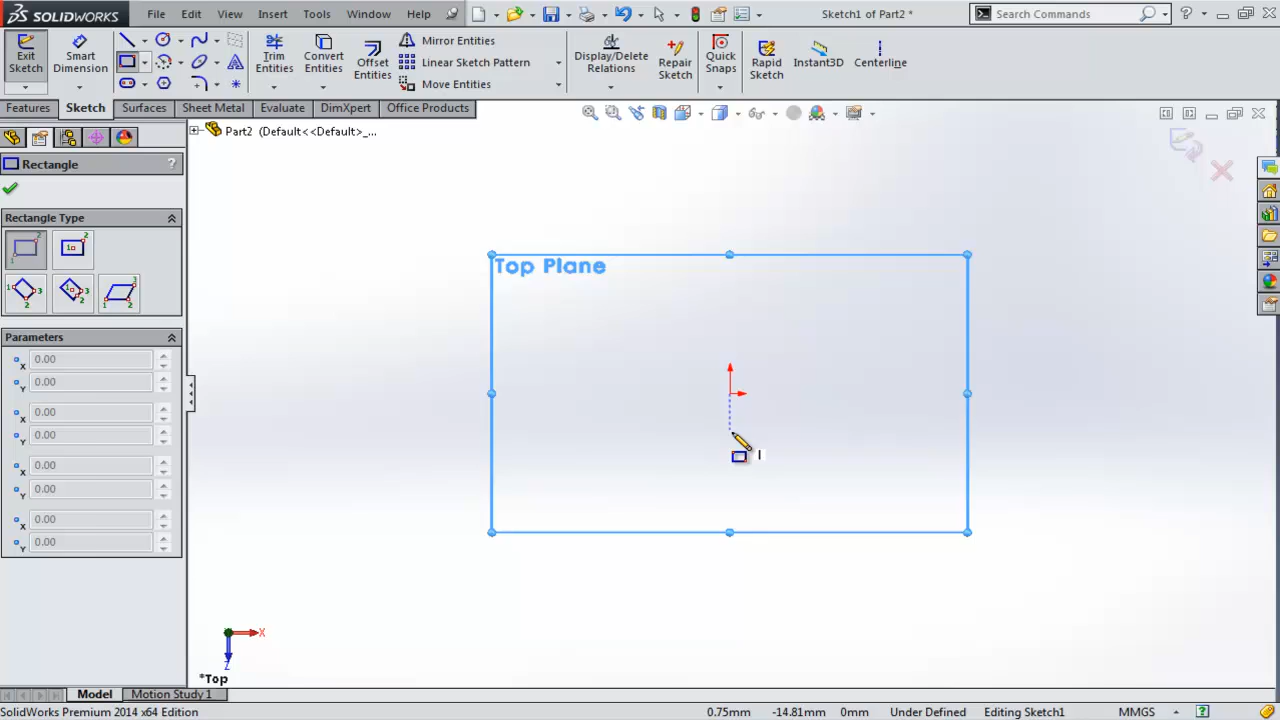 SOLIDWORKS File Edit View Insert Tools Window Help Sketch1 of Part2 * Search Commands ?
Exit Sketch Smart Dimension Trim Entities Convert Entities Offset Entities Mirror Entities Linear Sketch Pattern Move Entities Display/Delete Relations Repair Sketch Quick Snaps Rapid Sketch Instant3D Centerline
Features Sketch Surfaces Sheet Metal Evaluate DimXpert Office Products
Part2 (Default<<Default>_...
Rectangle ?
Rectangle Type
Parameters
X 0.00
Y 0.00
X 0.00
Y 0.00
X 0.00
Y 0.00
X 0.00
Y 0.00
Top Plane
X
Z
*Top
Model Motion Study 1
SolidWorks Premium 2014 x64 Edition 0.75mm -14.81mm 0mm Under Defined Editing Sketch1 MMGS ?